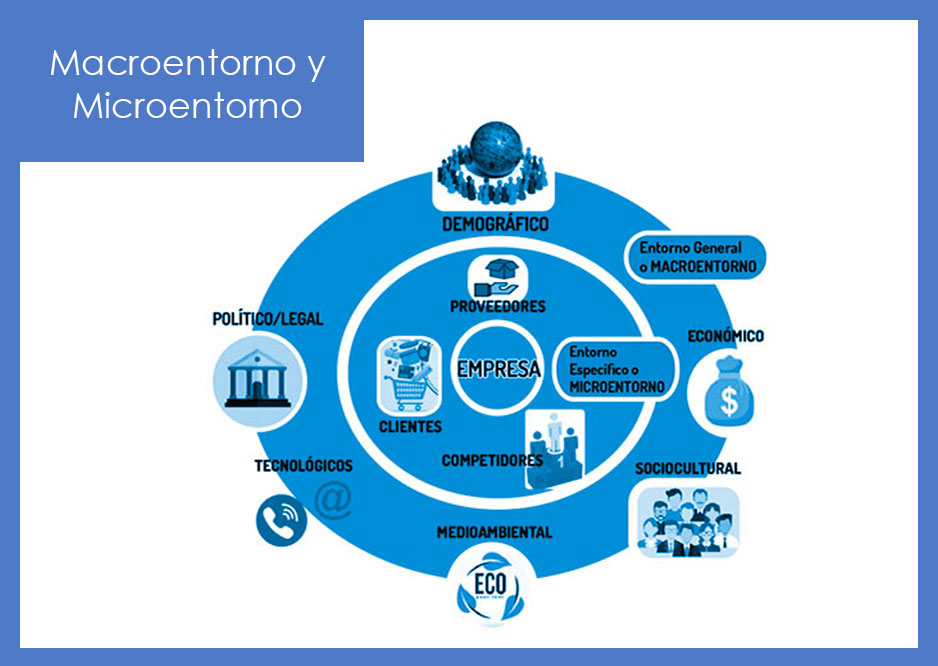 Macroentorno y
Microentorno
DEMOGRÁFICO
Entorno General
o MACROENTORNO
PROVEEDORES
POLÍTICO/LEGAL
ECONÓMICO
EMPRESA
Entorno
Específico o
MICROENTORNO
$
CLIENTES
COMPETIDORES
1
TECNOLÓGICOS
@
SOCIOCULTURAL
MEDIOAMBIENTAL
ECO